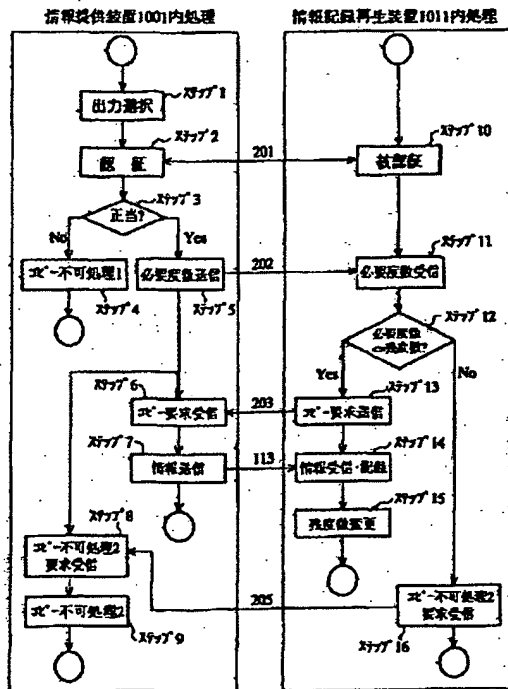 情報提供装置1001内処理
情報記録再生装置1011内処理
ステップ1
出力選択
ステップ2
認証
201
ステップ10
被認証
ステップ3
正当?
No
Yes
コピー不可処理1
ステップ4
必要度数送信
ステップ5
202
ステップ11
必要度数受信
ステップ12
必要度数
残度数?
Yes
No
ステップ6
コピー要求受信
203
ステップ13
コピー要求送信
ステップ7
情報送信
113
ステップ14
情報受信・記録
ステップ15
残度数変更
ステップ8
コピー不可処理2
要求受信
205
コピー不可処理2
要求受信
ステップ16
コピー不可処理2
ステップ9